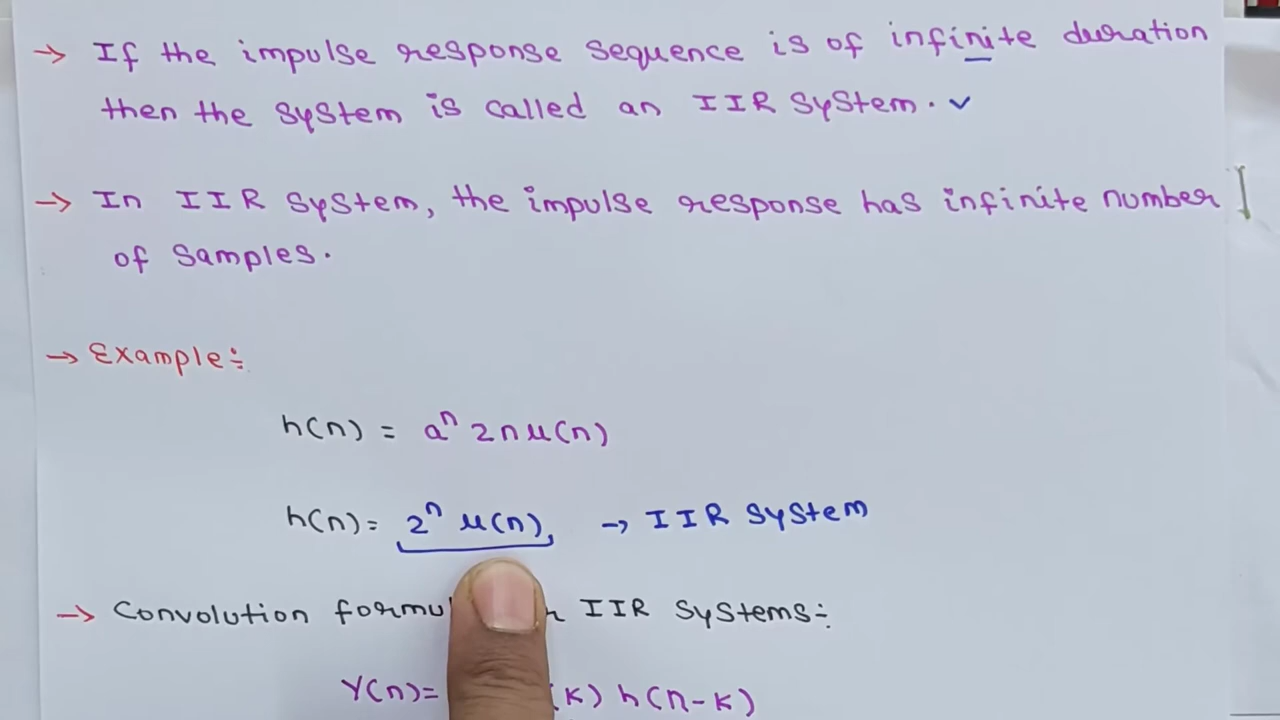 → If the impulse response sequence is of infinite duration
then the system is called an IIR system. ✓
→ In IIR system, the impulse response has infinite number
of samples.
→ Example:
h(n) = aⁿ 2n u(n)
h(n) = 2ⁿ u(n), → IIR system
→ Convolution IIR systems:
Y(n)= (k) h(n-k)